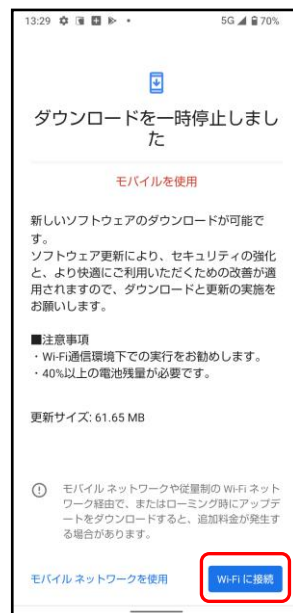 13:29 5G 70%
ダウンロードを一時停止しまし
た
モバイルを使用
新しいソフトウェアのダウンロードが可能で
す。
ソフトウェア更新により、セキュリティの強化
と、より快適にご利用いただくための改善が適
用されますので、ダウンロードと更新の実施を
お願いします。
■注意事項
・Wi-Fi通信環境下での実行をお勧めします。
・40%以上の電池残量が必要です。
更新サイズ: 61.65 MB
モバイル ネットワークや従量制の Wi-Fi ネット
ワーク経由で、またはローミング時にアップデ
ートをダウンロードすると、追加料金が発生す
る場合があります。
モバイル ネットワークを使用 Wi-Fi に接続